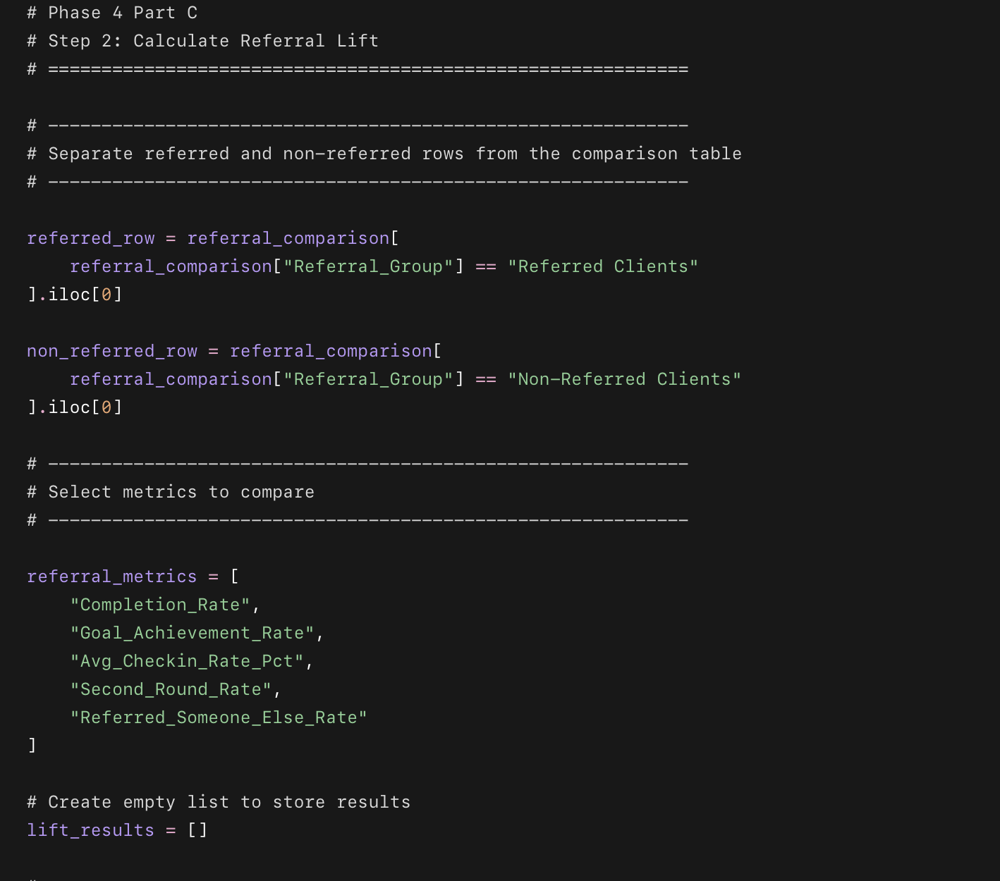 # Phase 4 Part C
# Step 2: Calculate Referral Lift
# ============================================================
# ------------------------------------------------------------
# Separate referred and non-referred rows from the comparison table
# ------------------------------------------------------------
referred_row = referral_comparison[
    referral_comparison["Referral_Group"] == "Referred Clients"
].iloc[0]
non_referred_row = referral_comparison[
    referral_comparison["Referral_Group"] == "Non-Referred Clients"
].iloc[0]
# ------------------------------------------------------------
# Select metrics to compare
# ------------------------------------------------------------
referral_metrics = [
    "Completion_Rate",
    "Goal_Achievement_Rate",
    "Avg_Checkin_Rate_Pct",
    "Second_Round_Rate",
    "Referred_Someone_Else_Rate"
]
# Create empty list to store results
lift_results = []